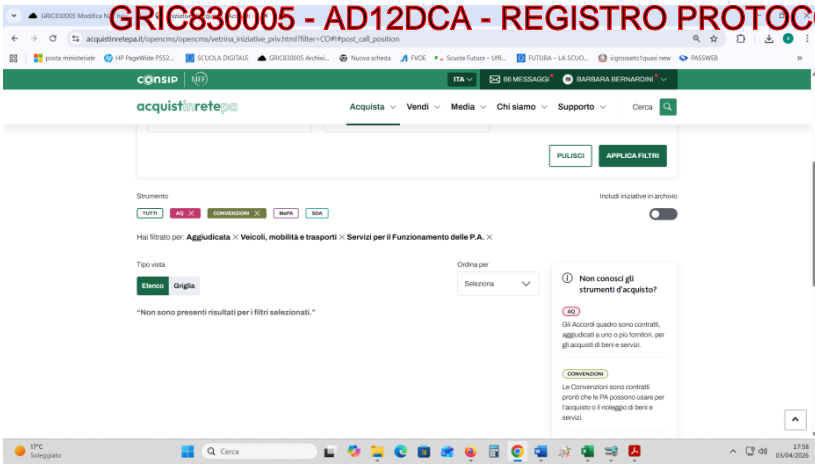 GRIC830005 - AD12DCA - REGISTRO PROTOCO
GRIC830005 Modifica N
acquistinretepa.it/opencms/opencms/vetrina_iniziative_priv.html?filter=CO#!#post_call_position
posta ministeriale
HP PageWide P552...
SCUOLA DIGITALE
GRIC830005 Archivi...
Nuova scheda
FVOE
Scuola Futura - Uffi...
FUTURA – LA SCUO...
icgrosseto1quasi new
PASSWEB
consip MEF
ITA
66 MESSAGGI
BB BARBARA BERNARDINI
acquistinretepa
Acquista
Vendi
Media
Chi siamo
Supporto
Cerca
PULISCI
APPLICA FILTRI
Strumento
Includi iniziative in archivio
TUTTI
AQ
CONVENZIONI
MePA
SDA
Hai filtrato per: Aggiudicata × Veicoli, mobilità e trasporti × Servizi per il Funzionamento delle P.A. ×
Tipo vista
Ordina per
Elenco
Griglia
Seleziona
"Non sono presenti risultati per i filtri selezionati."
Non conosci gli
strumenti d'acquisto?
AQ
Gli Accordi quadro sono contratti,
aggiudicati a uno o più fornitori, per
gli acquisti di beni e servizi.
CONVENZIONI
Le Convenzioni sono contratti
pronti che le PA possono usare per
l'acquisto o il noleggio di beni e
servizi.
17°C
Soleggiato
Cerca
17:58
03/04/2026